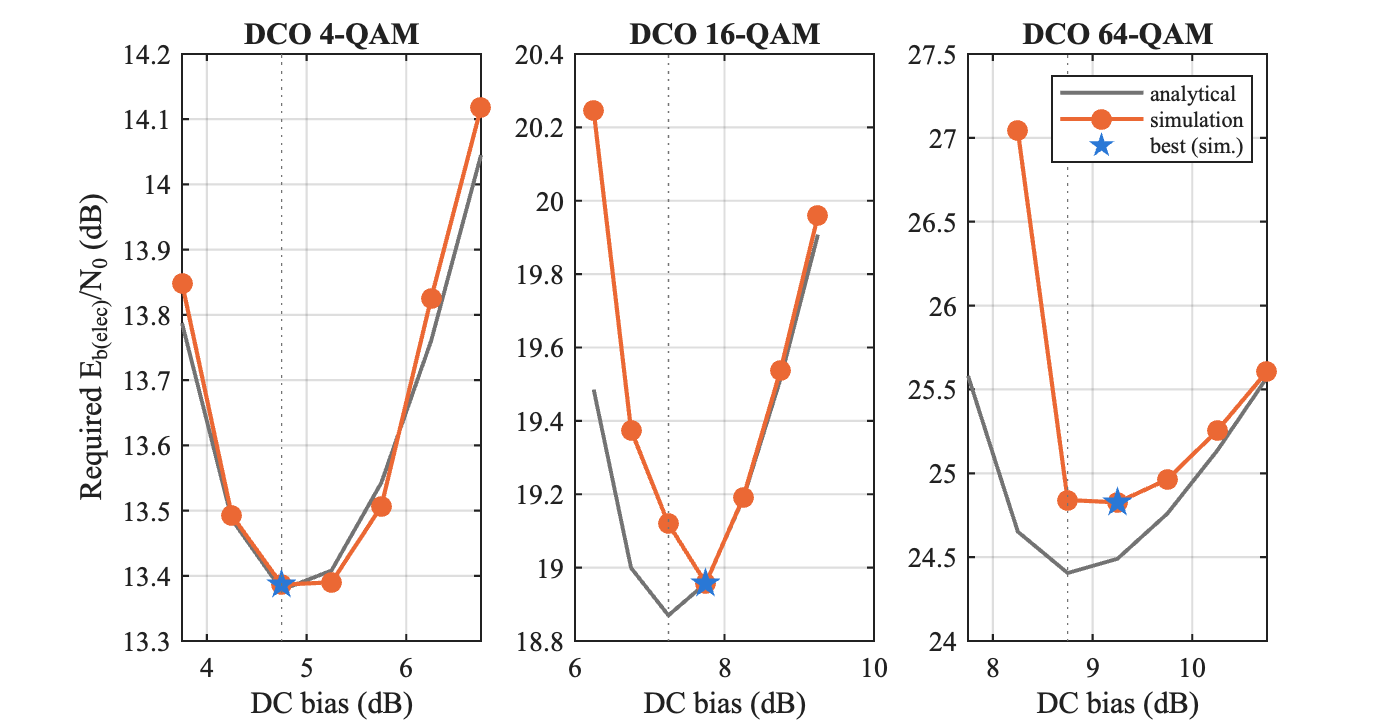 DCO 4-QAM
14.2
14.1
14
13.9
13.8
13.7
13.6
13.5
13.4
13.3
Required E_b(elec)/N_0 (dB)
4 5 6
DC bias (dB)
DCO 16-QAM
20.4
20.2
20
19.8
19.6
19.4
19.2
19
18.8
6 8 10
DC bias (dB)
DCO 64-QAM
27.5
27
26.5
26
25.5
25
24.5
24
8 9 10
DC bias (dB)
analytical
simulation
best (sim.)